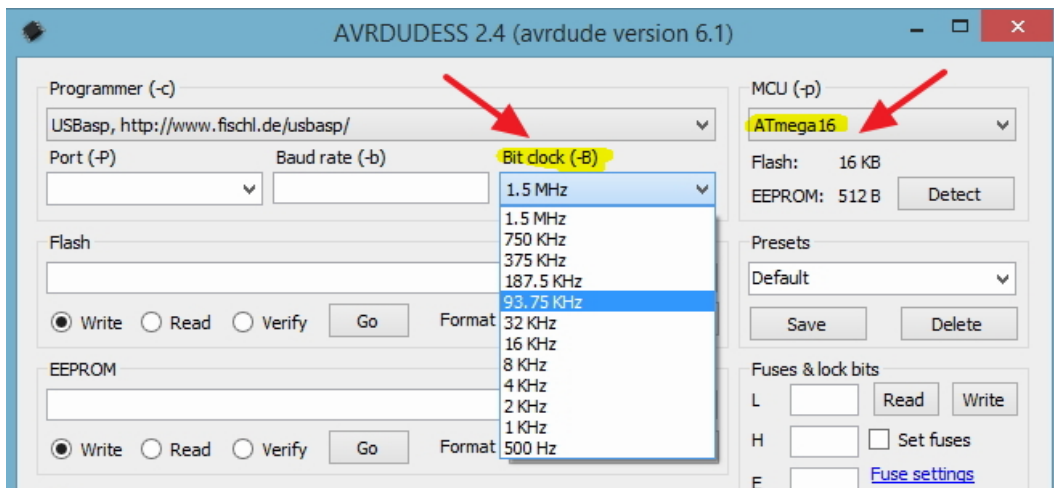 AVRDUDESS 2.4 (avrdude version 6.1)
Programmer (-c)
USBasp, http://www.fischl.de/usbasp/
Port (-P)
Baud rate (-b)
Bit clock (-B)
1.5 MHz
1.5 MHz
750 KHz
375 KHz
187.5 KHz
93.75 KHz
32 KHz
16 KHz
8 KHz
4 KHz
2 KHz
1 KHz
500 Hz
MCU (-p)
ATmega16
Flash: 16 KB
EEPROM: 512 B
Detect
Flash
Write Read Verify Go Format
Presets
Default
Save Delete
EEPROM
Write Read Verify Go Format
Fuses & lock bits
L Read Write
H Set fuses
E Fuse settings